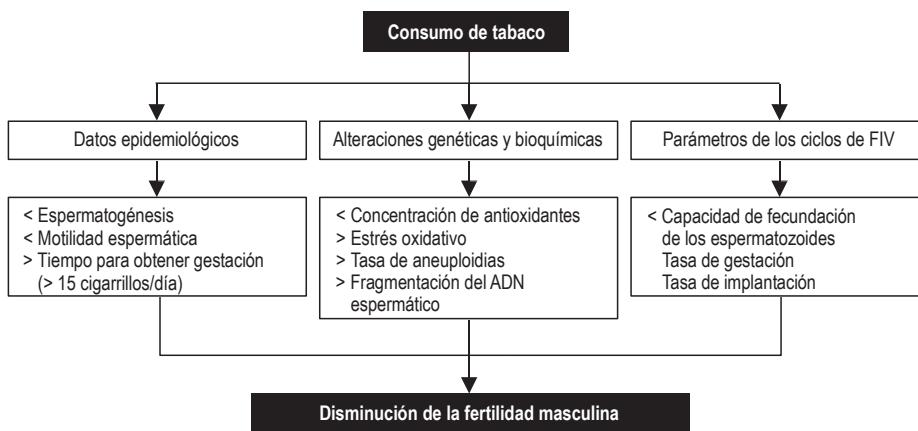 Consumo de tabaco
Datos epidemiológicos
Alteraciones genéticas y bioquímicas
Parámetros de los ciclos de FIV
< Espermatogénesis
< Motilidad espermática
> Tiempo para obtener gestación
(> 15 cigarrillos/día)
< Concentración de antioxidantes
> Estrés oxidativo
> Tasa de aneuploidias
> Fragmentación del ADN
espermático
< Capacidad de fecundación
de los espermatozoides
Tasa de gestación
Tasa de implantación
Disminución de la fertilidad masculina